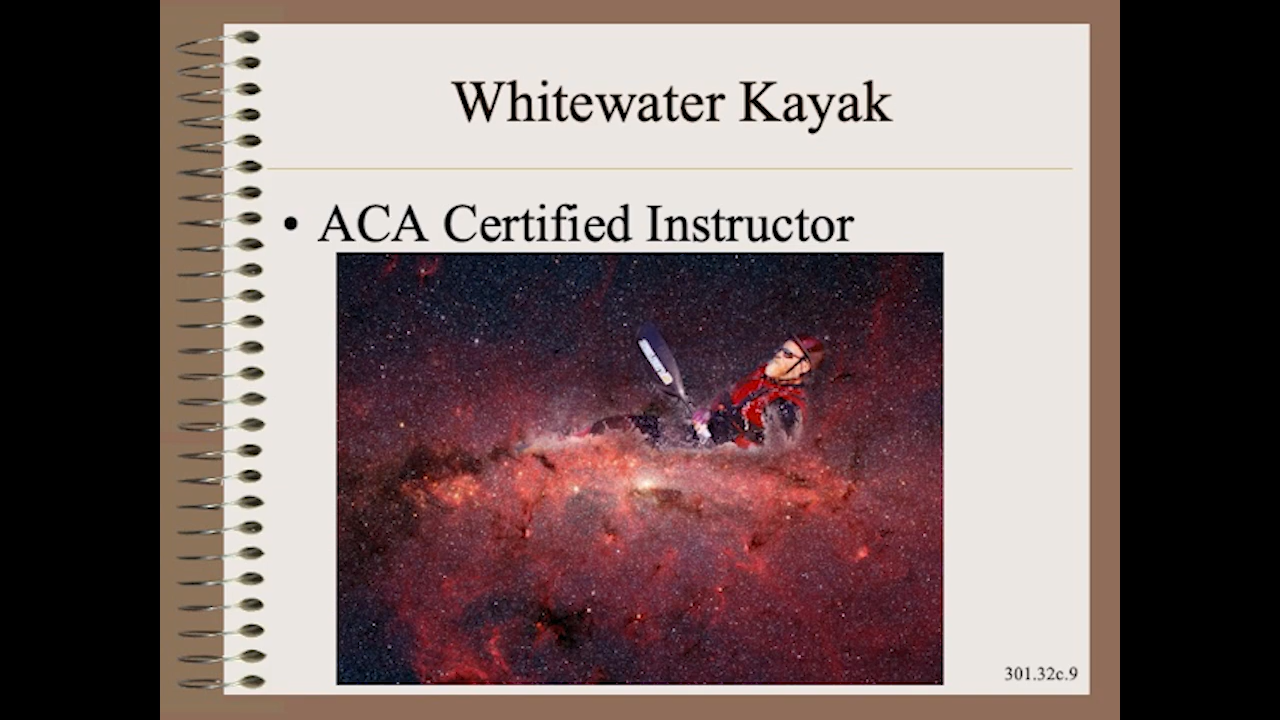 Whitewater Kayak
• ACA Certified Instructor
301.32c.9